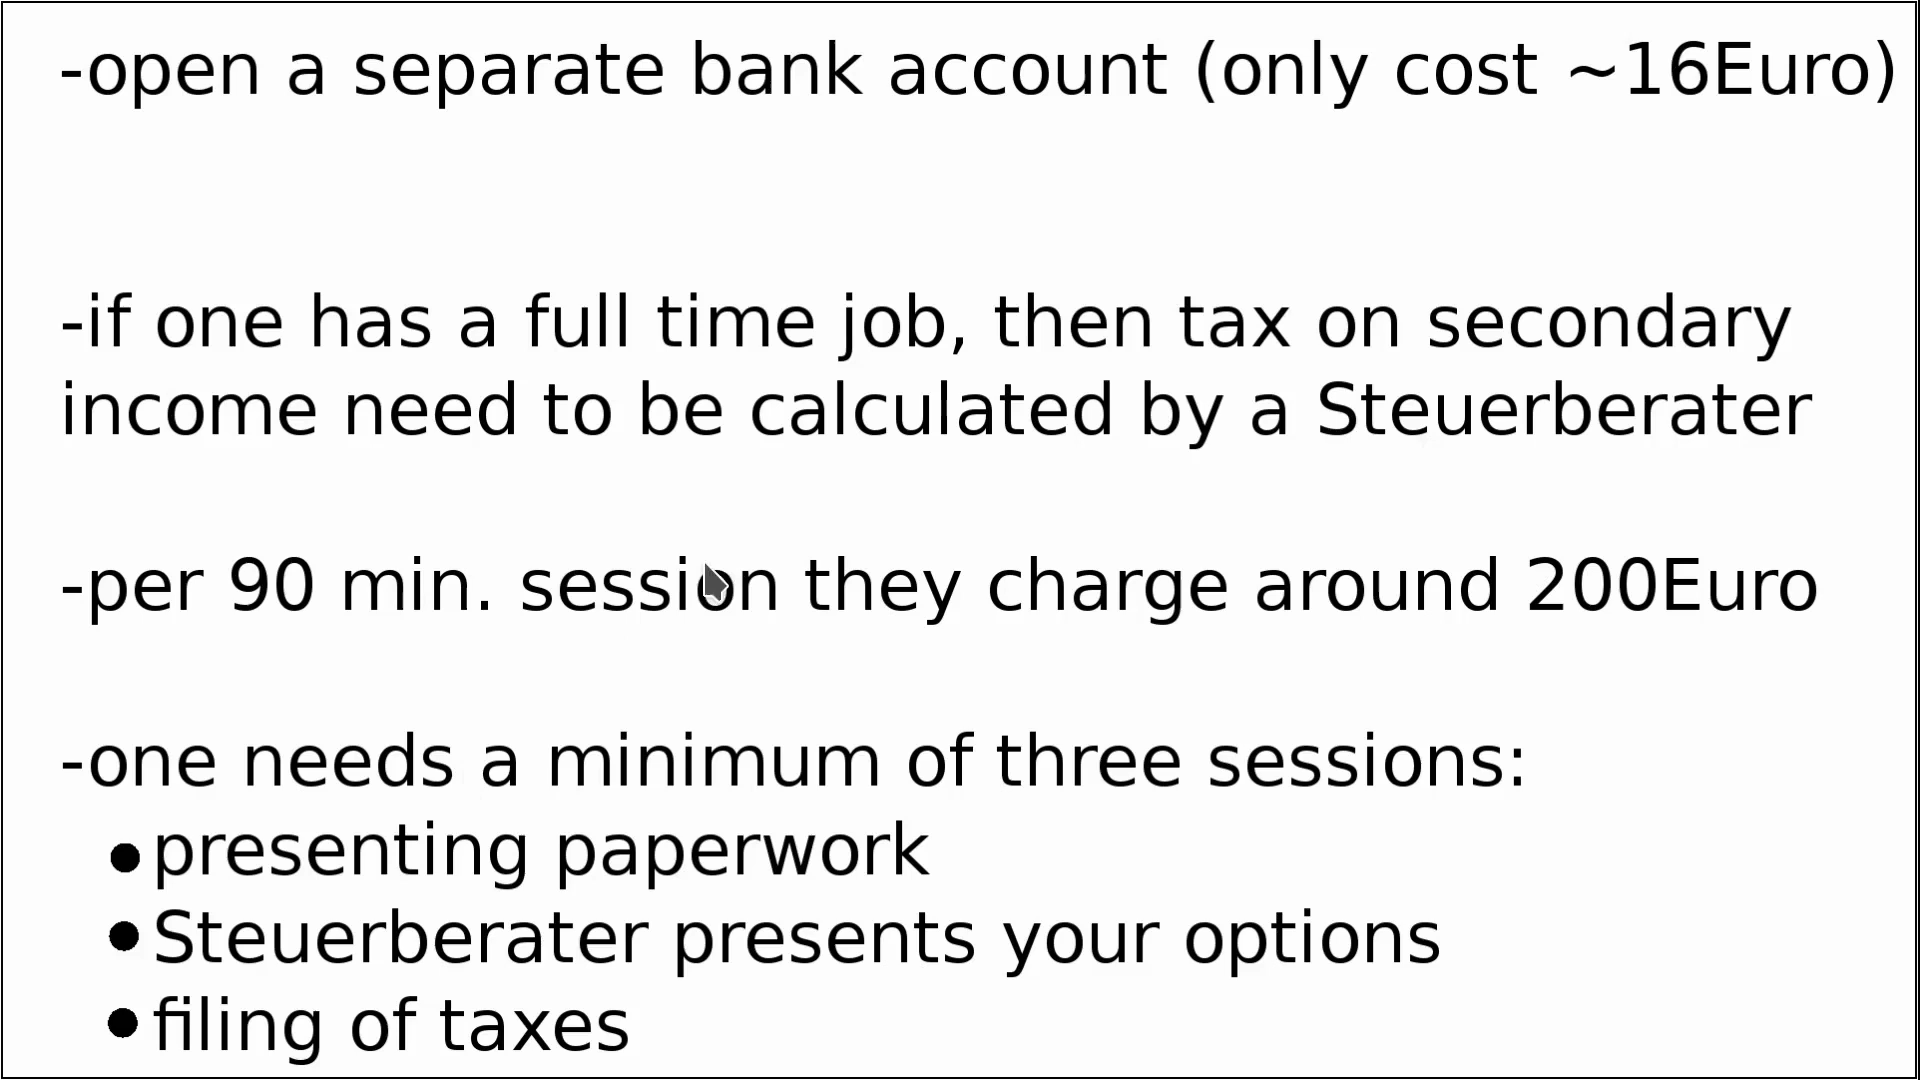 -open a separate bank account (only cost ~16Euro)
-if one has a full time job, then tax on secondary
income need to be calculated by a Steuerberater
-per 90 min. session they charge around 200Euro
-one needs a minimum of three sessions:
•presenting paperwork
•Steuerberater presents your options
•filing of taxes